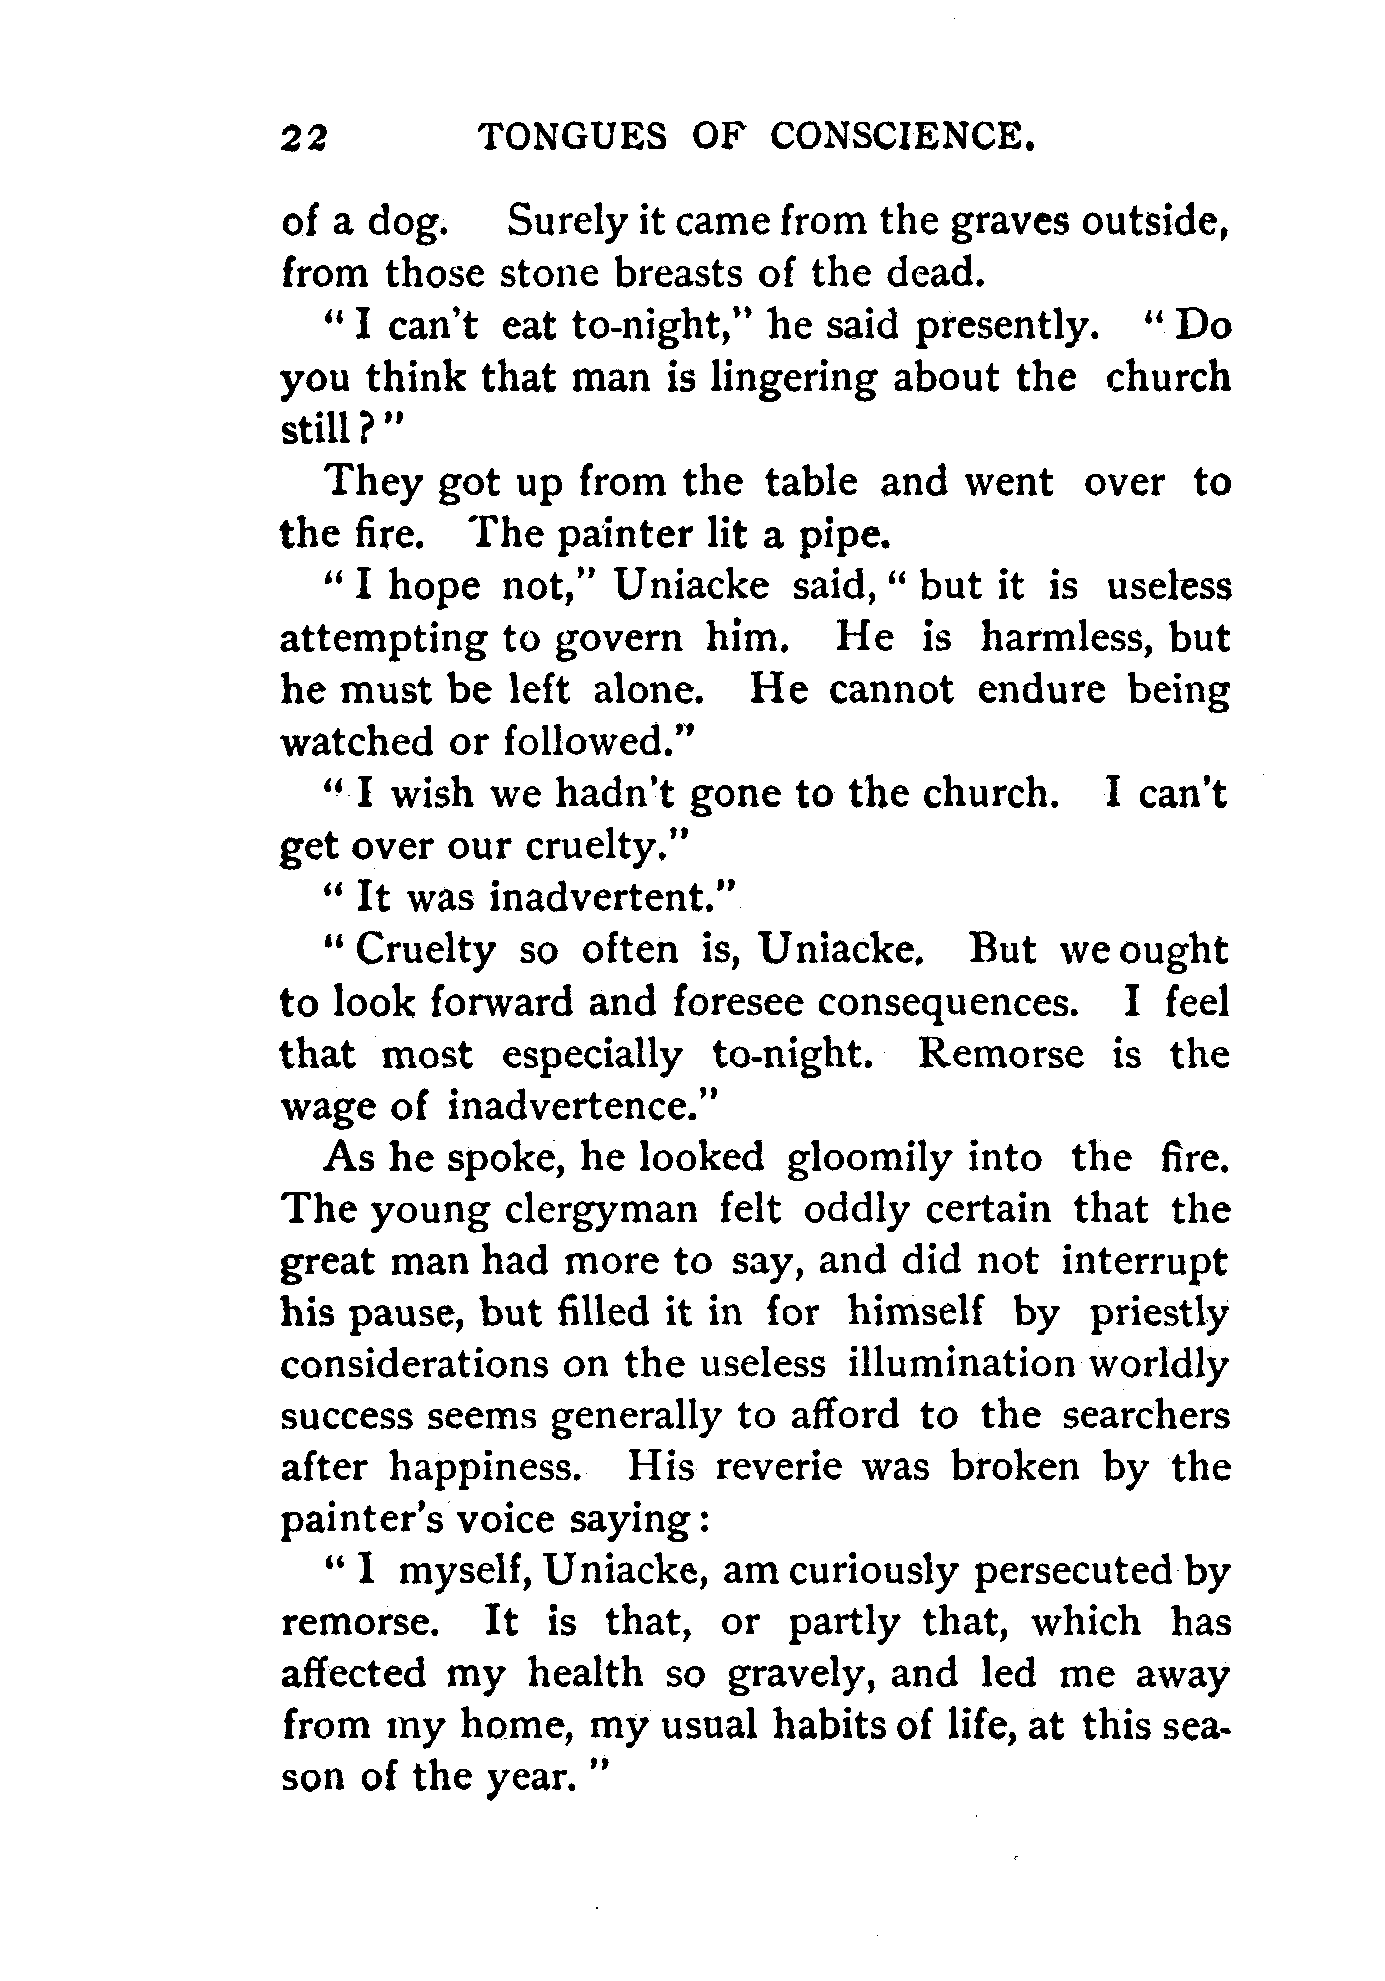 22 TONGUES OF CONSCIENCE.
of a dog. Surely it came from the graves outside,
from those stone breasts of the dead.
"I can't eat to-night," he said presently. "Do
you think that man is lingering about the church
still?"
They got up from the table and went over to
the fire. The painter lit a pipe.
"I hope not," Uniacke said, "but it is useless
attempting to govern him. He is harmless, but
he must be left alone. He cannot endure being
watched or followed."
"I wish we hadn't gone to the church. I can't
get over our cruelty."
"It was inadvertent."
"Cruelty so often is, Uniacke. But we ought
to look forward and foresee consequences. I feel
that most especially to-night. Remorse is the
wage of inadvertence."
As he spoke, he looked gloomily into the fire.
The young clergyman felt oddly certain that the
great man had more to say, and did not interrupt
his pause, but filled it in for himself by priestly
considerations on the useless illumination worldly
success seems generally to afford to the searchers
after happiness. His reverie was broken by the
painter's voice saying:
"I myself, Uniacke, am curiously persecuted by
remorse. It is that, or partly that, which has
affected my health so gravely, and led me away
from my home, my usual habits of life, at this sea-
son of the year."